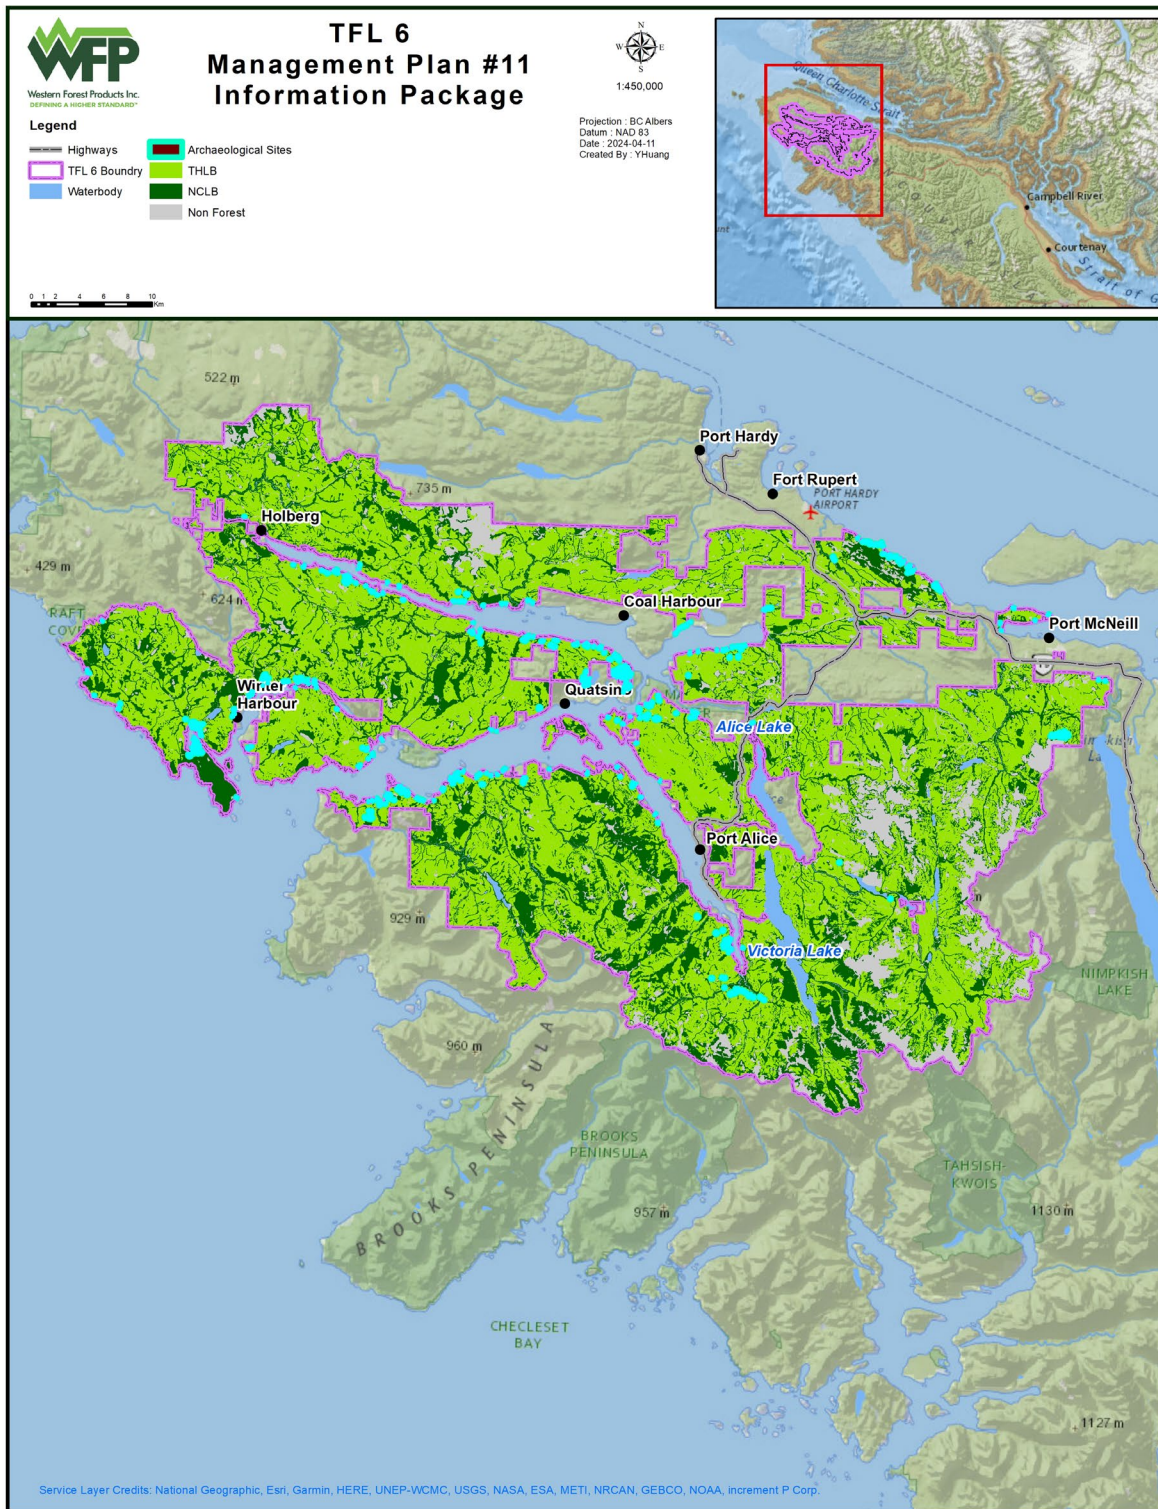 WFP
Western Forest Products Inc.
DEFINING A HIGHER STANDARD™
TFL 6
Management Plan #11
Information Package
N
W E
S
1:450,000
Projection : BC Albers
Datum : NAD 83
Date : 2024-04-11
Created By : YHuang
Legend
Highways
TFL 6 Boundry
Waterbody
Archaeological Sites
THLB
NCLB
Non Forest
0 1 2 4 6 8 10
Km
Queen Charlotte Strait
Campbell River
Courtenay
Strait of G
522 m
Port Hardy
735 m
Fort Rupert
PORT HARDY
AIRPORT
Holberg
429 m
624 m
RAFT
COV
Coal Harbour
Port McNeill
Winter
Harbour
Quatsino
Alice Lake
Port Alice
929 m
Victoria Lake
NIMPKISH
LAKE
960 m
BROOKS PENINSULA
BROOKS
PENINSULA
TAHSISH-
KWOIS
957 m
1130 m
CHECLESET
BAY
1127 m
Service Layer Credits: National Geographic, Esri, Garmin, HERE, UNEP-WCMC, USGS, NASA, ESA, METI, NRCAN, GEBCO, NOAA, increment P Corp.